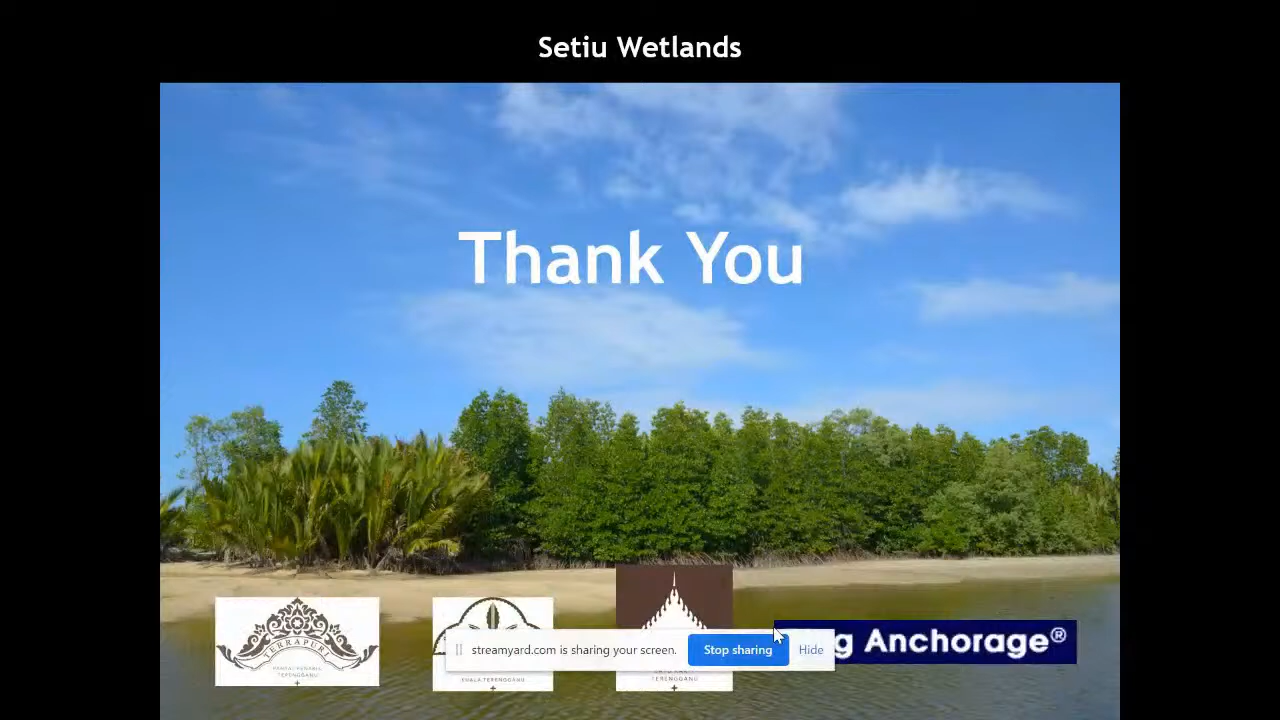 Setiu Wetlands
Thank You
TERRAPURI
TERENGGANU
KUALA TERENGGANU
TERENGGANU
g Anchorage®
streamyard.com is sharing your screen.
Stop sharing
Hide